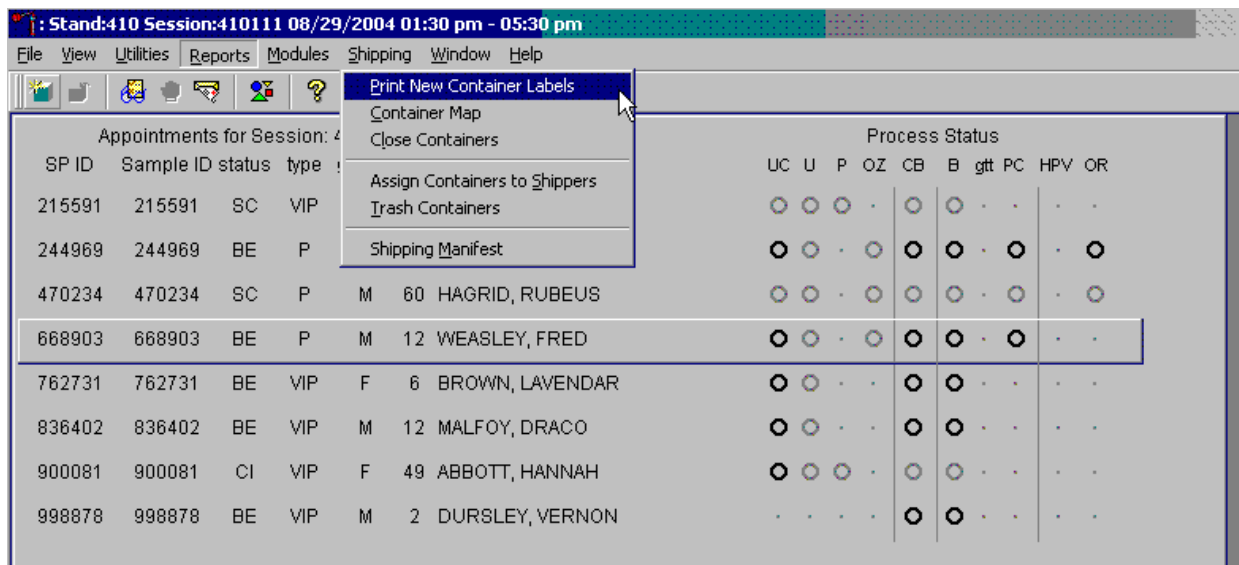 : Stand:410 Session:410111 08/29/2004 01:30 pm - 05:30 pm
File View Utilities Reports Modules Shipping Window Help
Print New Container Labels
Container Map
Close Containers
Assign Containers to Shippers
Trash Containers
Shipping Manifest
Appointments for Session: 4 Process Status
SP ID Sample ID status type UC U P OZ CB B gtt PC HPV OR
215591 215591 SC VIP
244969 244969 BE P
470234 470234 SC P M 60 HAGRID, RUBEUS
668903 668903 BE P M 12 WEASLEY, FRED
762731 762731 BE VIP F 6 BROWN, LAVENDAR
836402 836402 BE VIP M 12 MALFOY, DRACO
900081 900081 CI VIP F 49 ABBOTT, HANNAH
998878 998878 BE VIP M 2 DURSLEY, VERNON